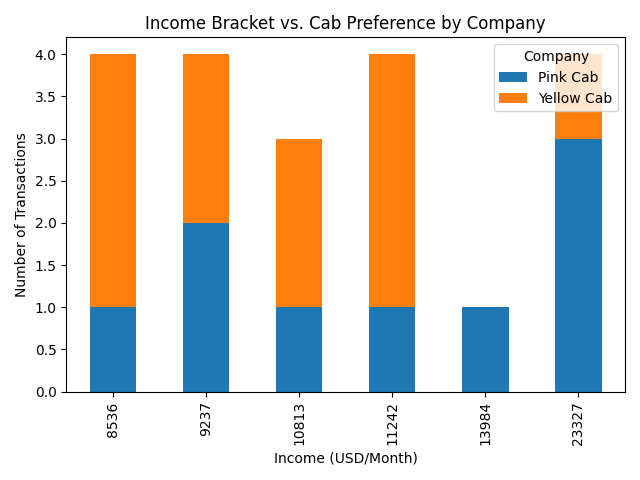 Income Bracket vs. Cab Preference by Company
Number of Transactions
4.0
3.5
3.0
2.5
2.0
1.5
1.0
0.5
0.0
Company
Pink Cab
Yellow Cab
8536
9237
10813
11242
13984
23327
Income (USD/Month)